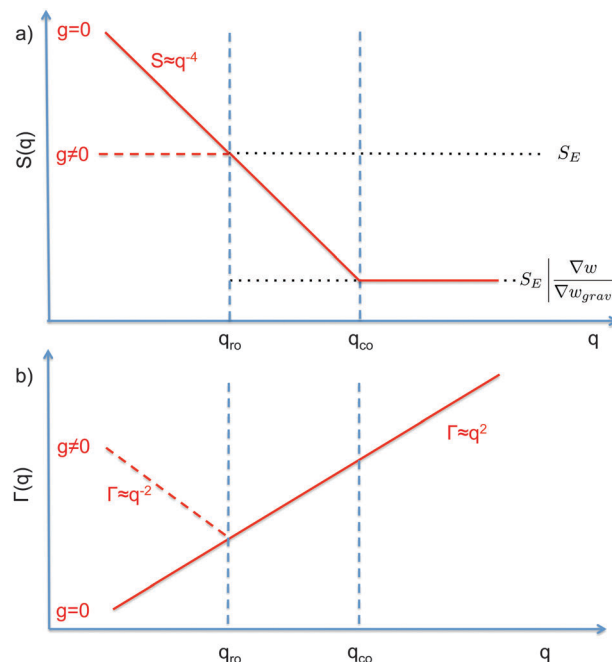 a)
g=0
S≈q⁻⁴
S(q)
g≠0
S_E
S_E | ∇w / ∇w_grav
q_ro
q_co
q
b)
g≠0
Γ≈q²
Γ≈q⁻²
Γ(q)
g=0
q_ro
q_co
q